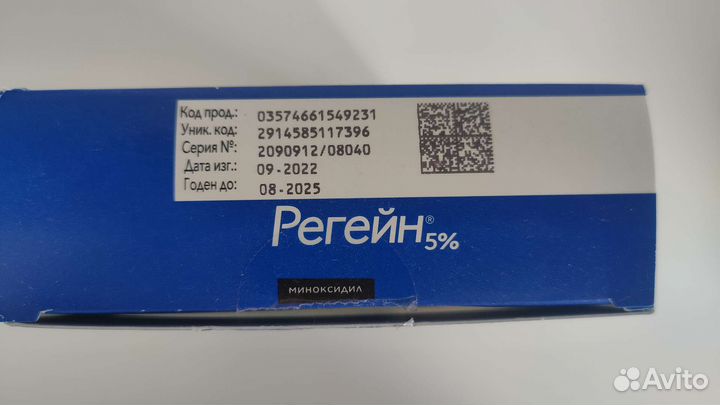 Код прод.: 03574661549231
Уник. код: 2914585117396
Серия №: 2090912/08040
Дата изг.: 09-2022
Годен до: 08-2025
Регейн® 5%
МИНОКСИДИЛ
Avito